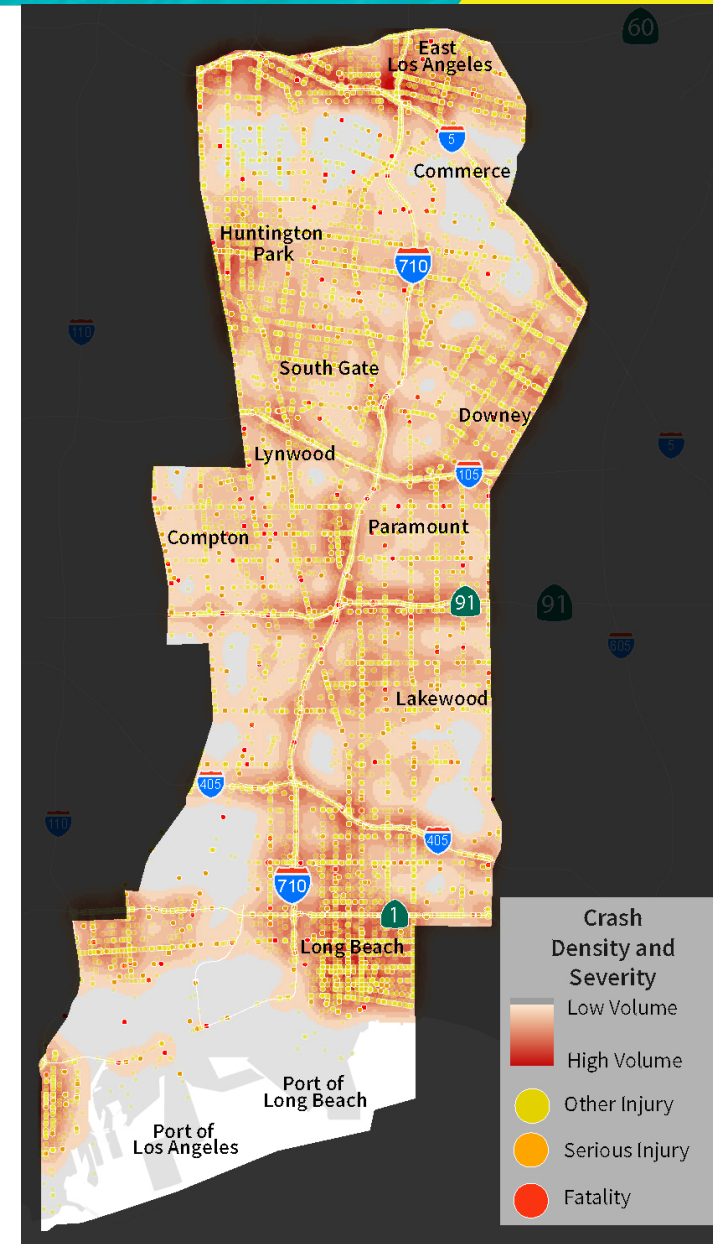 60
East
Los Angeles
5
Commerce
Huntington
Park
710
110
South Gate
Downey
5
Lynwood
105
Paramount
Compton
91
91
605
Lakewood
405
110
405
710
1
Long Beach
Port of
Long Beach
Port of
Los Angeles
Crash
Density and
Severity
Low Volume
High Volume
Other Injury
Serious Injury
Fatality